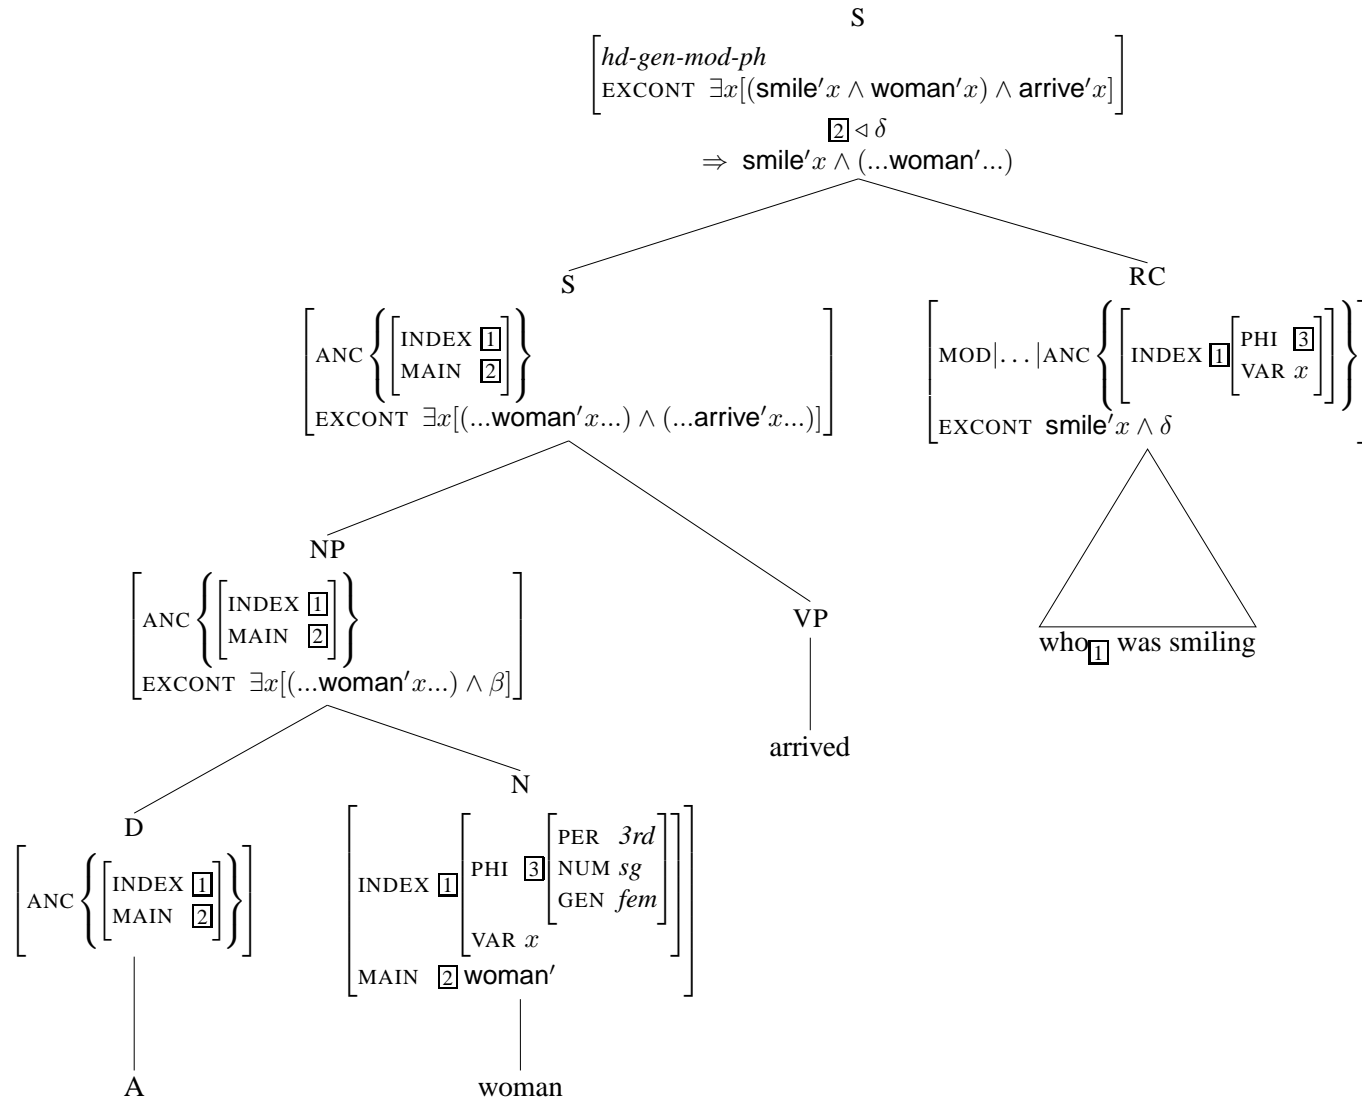 S
hd-gen-mod-ph
EXCONT ∃x[(smile′x ∧ woman′x) ∧ arrive′x]
2 ◁ δ
⇒ smile′x ∧ (...woman′...)
S
RC
ANC { [ INDEX 1
MAIN 2 ] }
EXCONT ∃x[(...woman′x...) ∧ (...arrive′x...)]
MOD|...|ANC { [ INDEX 1 [ PHI 3
VAR x ] ] }
EXCONT smile′x ∧ δ
NP
VP
who1 was smiling
ANC { [ INDEX 1
MAIN 2 ] }
EXCONT ∃x[(...woman′x...) ∧ β]
arrived
D
N
ANC { [ INDEX 1
MAIN 2 ] }
INDEX 1 [ PHI 3 [ PER 3rd
NUM sg
GEN fem ]
VAR x ]
MAIN 2 woman′
A
woman